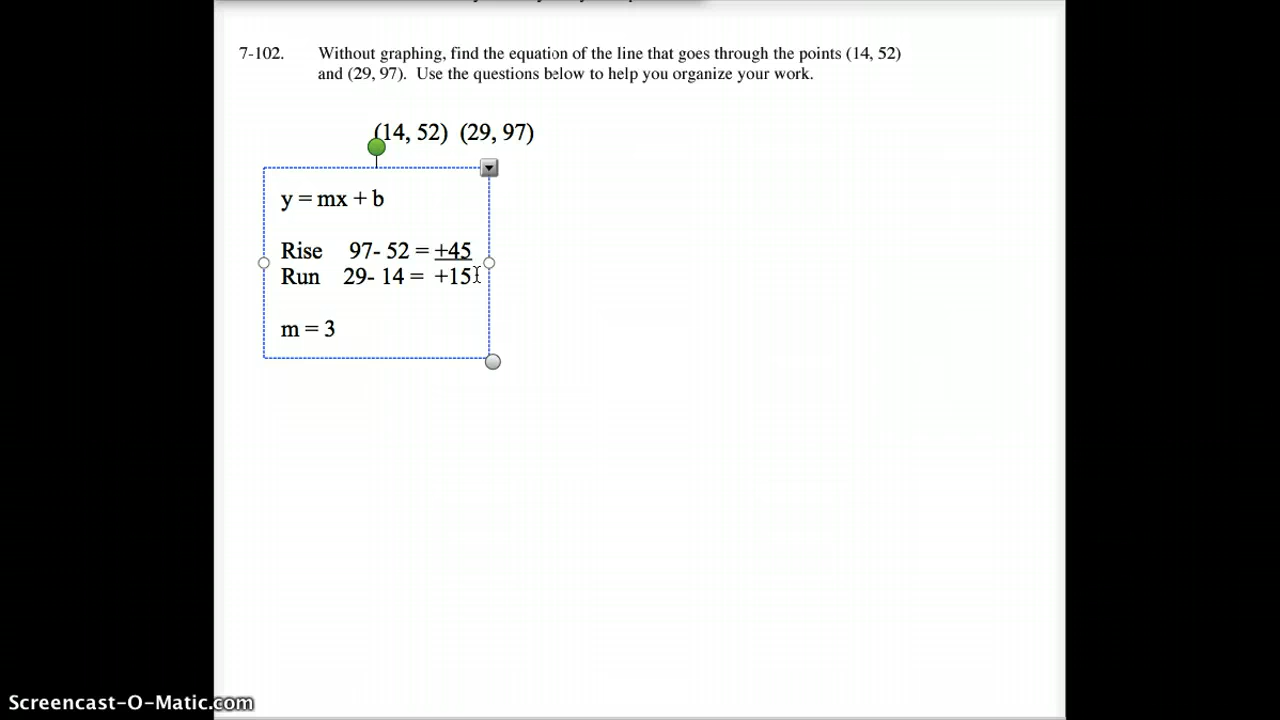 7-102. Without graphing, find the equation of the line that goes through the points (14, 52)
and (29, 97). Use the questions below to help you organize your work.
(14, 52) (29, 97)
y = mx + b
Rise 97- 52 = +45
Run 29- 14 = +15
m = 3
Screencast-O-Matic.com